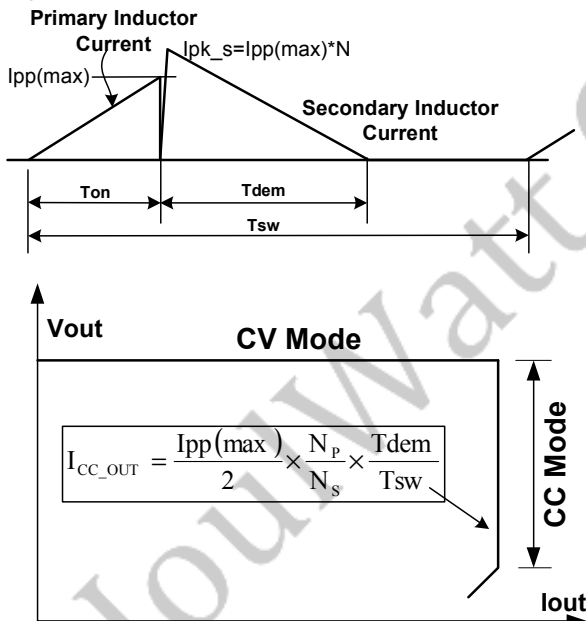 Primary Inductor
Current
Ipk_s=Ipp(max)*N
Ipp(max)
Secondary Inductor
Current
Ton
Tdem
Tsw
Vout
CV Mode
I_CC_OUT = Ipp(max)/2 × N_P/N_S × Tdem/Tsw
CC Mode
Iout
JoulWatt